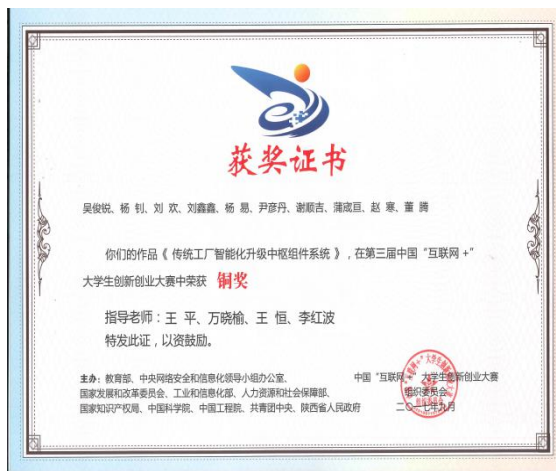 获奖证书
吴俊锐、杨 钊、刘 欢、刘鑫鑫、杨 易、尹彦丹、谢顺吉、蒲宬亘、赵 寒、董 腾
你们的作品《 传统工厂智能化升级中枢组件系统 》，在第三届中国“互联网+”
大学生创新创业大赛中荣获 铜奖
指导老师：王 平、万晓榆、王 恒、李红波
特发此证，以资鼓励。
主办：教育部、中央网络安全和信息化领导小组办公室、
国家发展和改革委员会、工业和信息化部、人力资源和社会保障部、
国家知识产权局、中国科学院、中国工程院、共青团中央、陕西省人民政府
中国“互联网+”大学生创新创业大赛
组织委员会
二〇一七年九月